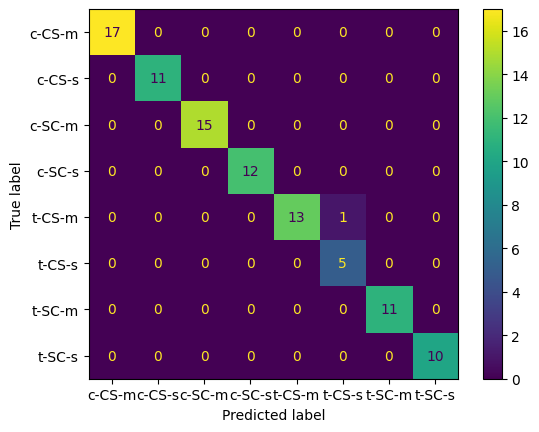 c-CS-m 17 0 0 0 0 0 0 0
c-CS-s 0 11 0 0 0 0 0 0
c-SC-m 0 0 15 0 0 0 0 0
c-SC-s 0 0 0 12 0 0 0 0
t-CS-m 0 0 0 0 13 1 0 0
t-CS-s 0 0 0 0 0 5 0 0
t-SC-m 0 0 0 0 0 0 11 0
t-SC-s 0 0 0 0 0 0 0 10
c-CS-m c-CS-s c-SC-m c-SC-s t-CS-m t-CS-s t-SC-m t-SC-s
Predicted label
True label
16
14
12
10
8
6
4
2
0